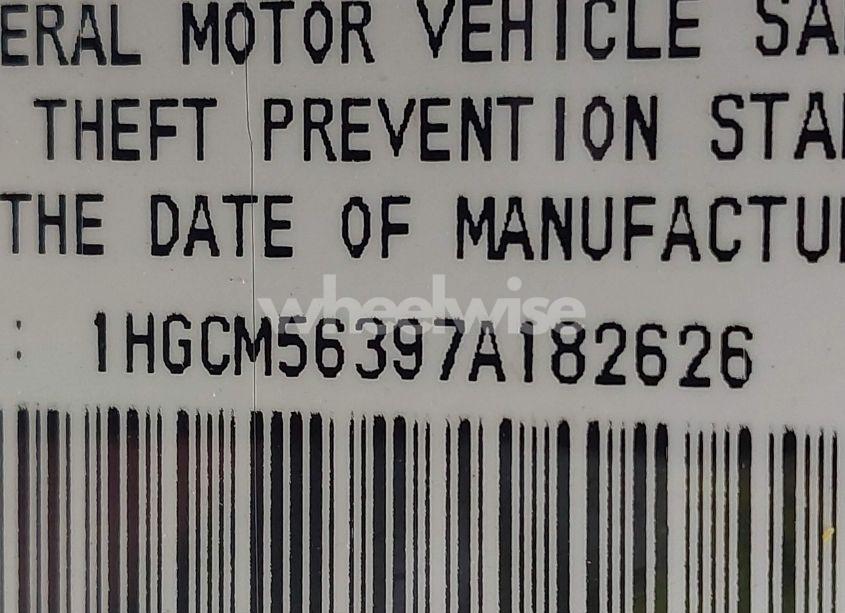 ERAL MOTOR VEHICLE SA
THEFT PREVENTION STA
THE DATE OF MANUFACTU
wheelwise
: 1HGCM56397A182626